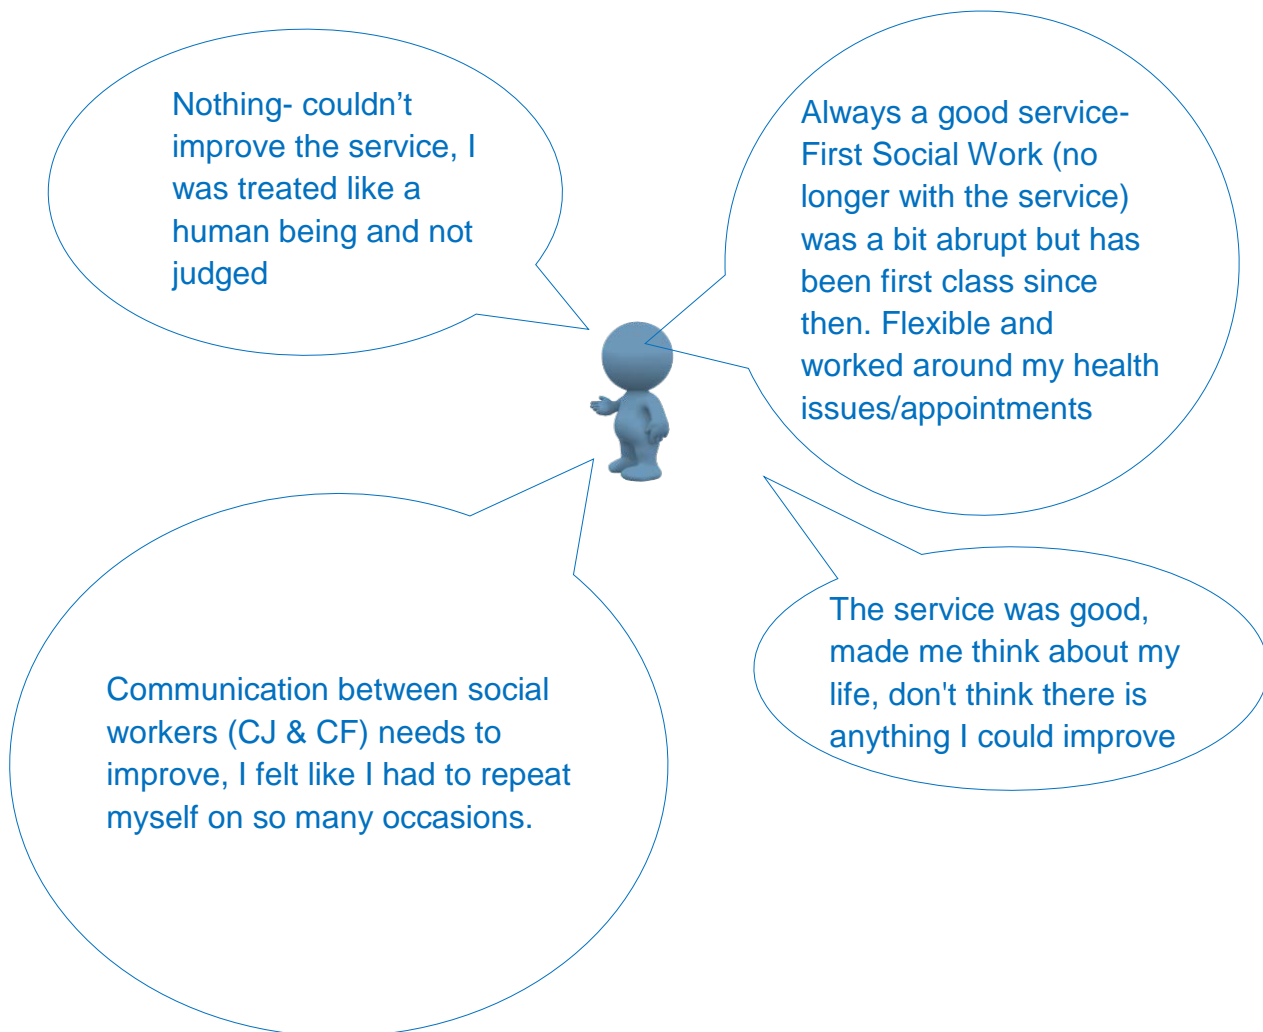 Nothing- couldn’t
improve the service, I
was treated like a
human being and not
judged
Always a good service-
First Social Work (no
longer with the service)
was a bit abrupt but has
been first class since
then. Flexible and
worked around my health
issues/appointments
Communication between social
workers (CJ & CF) needs to
improve, I felt like I had to repeat
myself on so many occasions.
The service was good,
made me think about my
life, don't think there is
anything I could improve